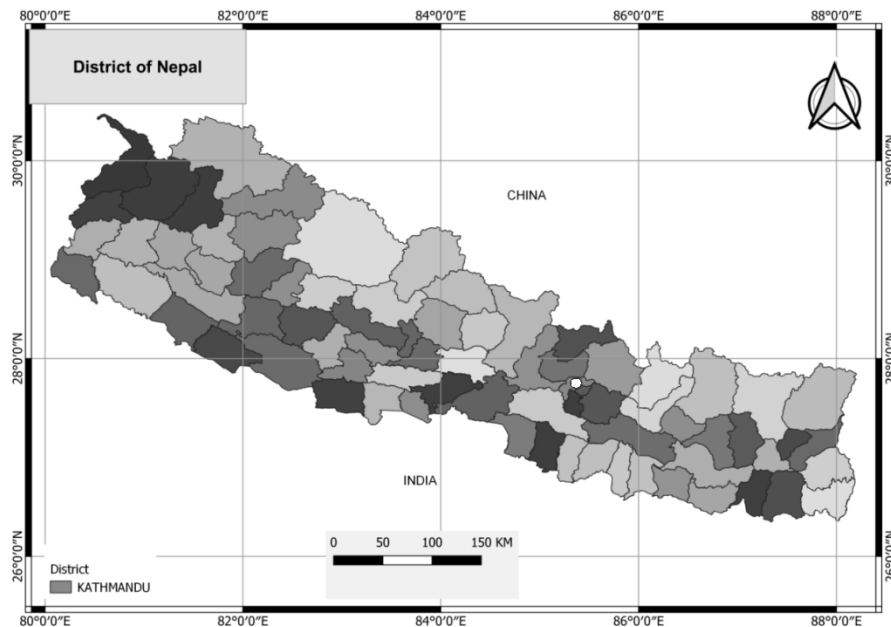 80°0'0"E 82°0'0"E 84°0'0"E 86°0'0"E 88°0'0"E
District of Nepal
30°0'0"N 30°0'0"N
CHINA
28°0'0"N 28°0'0"N
INDIA
0 50 100 150 KM
26°0'0"N 26°0'0"N
District
KATHMANDU
80°0'0"E 82°0'0"E 84°0'0"E 86°0'0"E 88°0'0"E